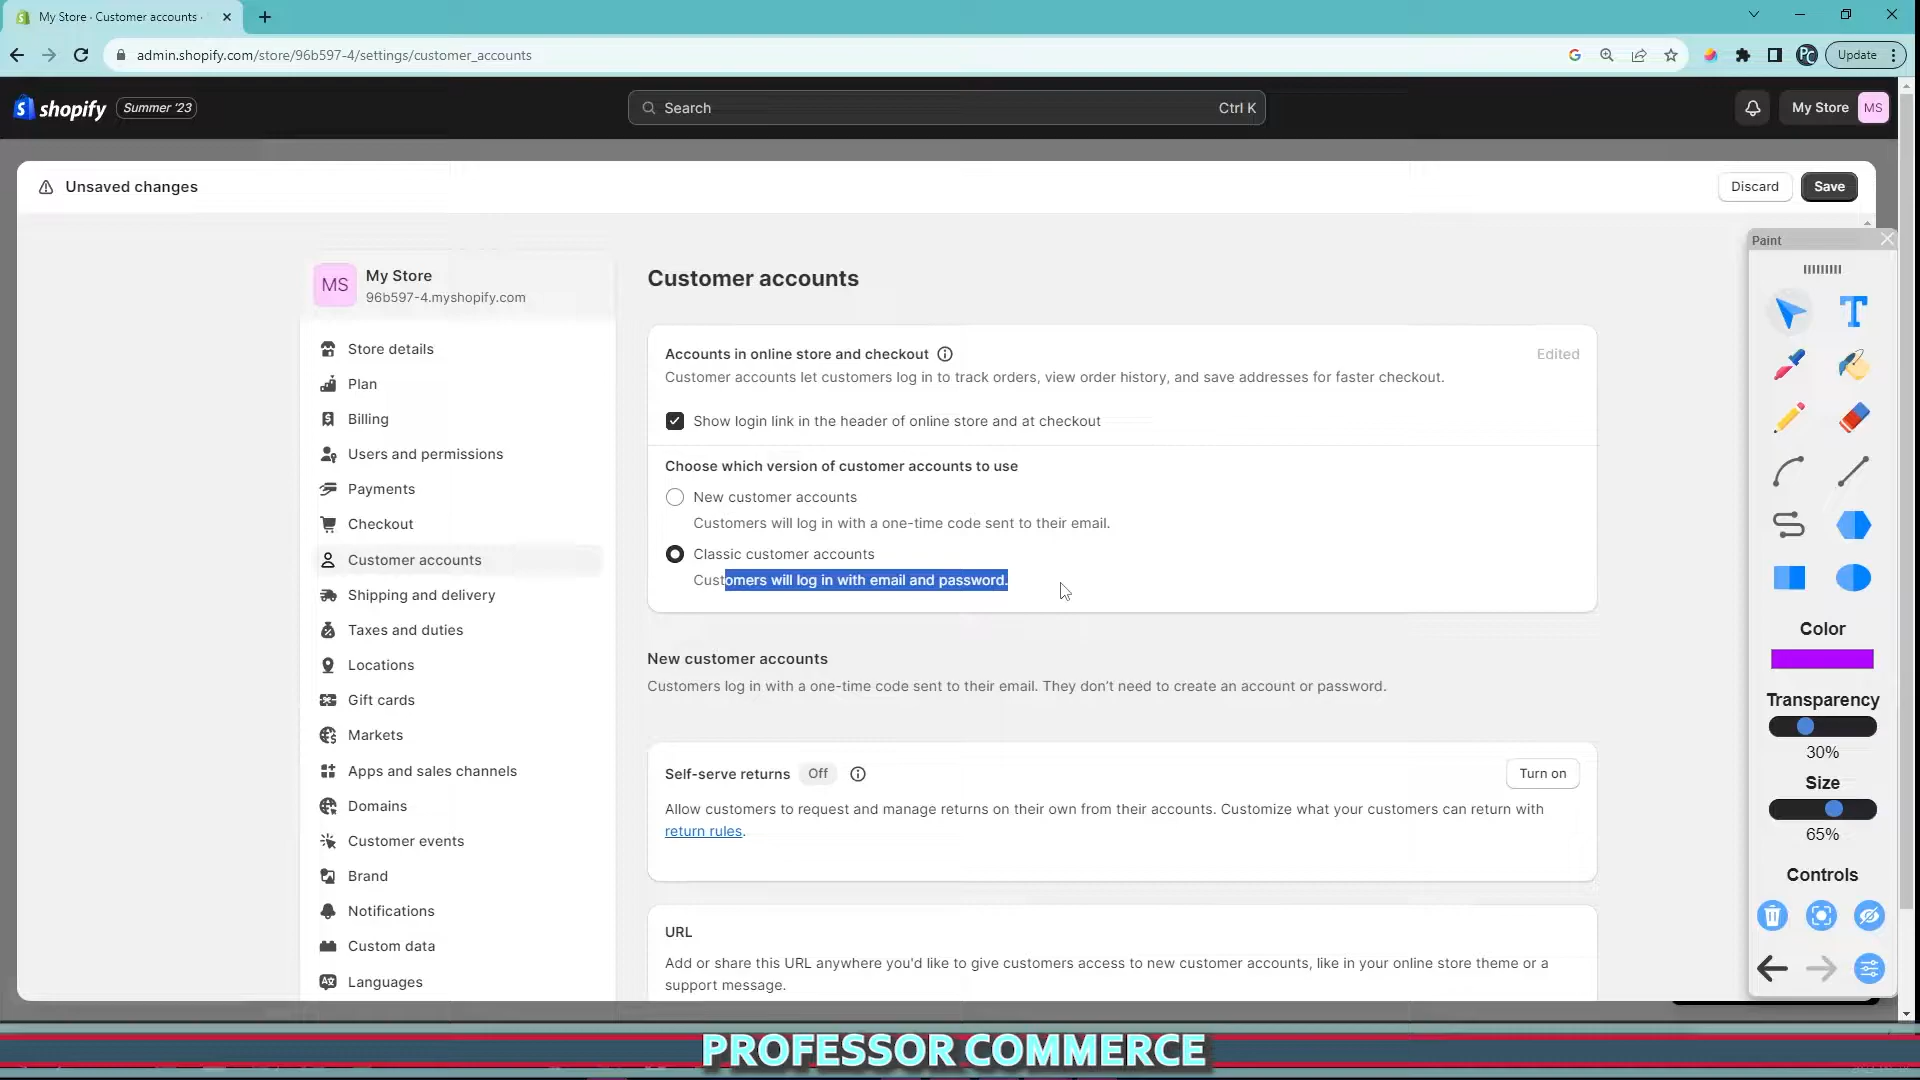 My Store · Customer accounts ·
admin.shopify.com/store/96b597-4/settings/customer_accounts
Update
shopify
Summer '23
Search
Ctrl K
My Store
MS
Unsaved changes
Discard
Save
MS
My Store
96b597-4.myshopify.com
Store details
Plan
Billing
Users and permissions
Payments
Checkout
Customer accounts
Shipping and delivery
Taxes and duties
Locations
Gift cards
Markets
Apps and sales channels
Domains
Customer events
Brand
Notifications
Custom data
Languages
Customer accounts
Accounts in online store and checkout
Edited
Customer accounts let customers log in to track orders, view order history, and save addresses for faster checkout.
Show login link in the header of online store and at checkout
Choose which version of customer accounts to use
New customer accounts
Customers will log in with a one-time code sent to their email.
Classic customer accounts
Customers will log in with email and password.
New customer accounts
Customers log in with a one-time code sent to their email. They don't need to create an account or password.
Self-serve returns
Off
Turn on
Allow customers to request and manage returns on their own from their accounts. Customize what your customers can return with
return rules.
URL
Add or share this URL anywhere you'd like to give customers access to new customer accounts, like in your online store theme or a
support message.
Paint
T
Color
Transparency
30%
Size
65%
Controls
PROFESSOR COMMERCE